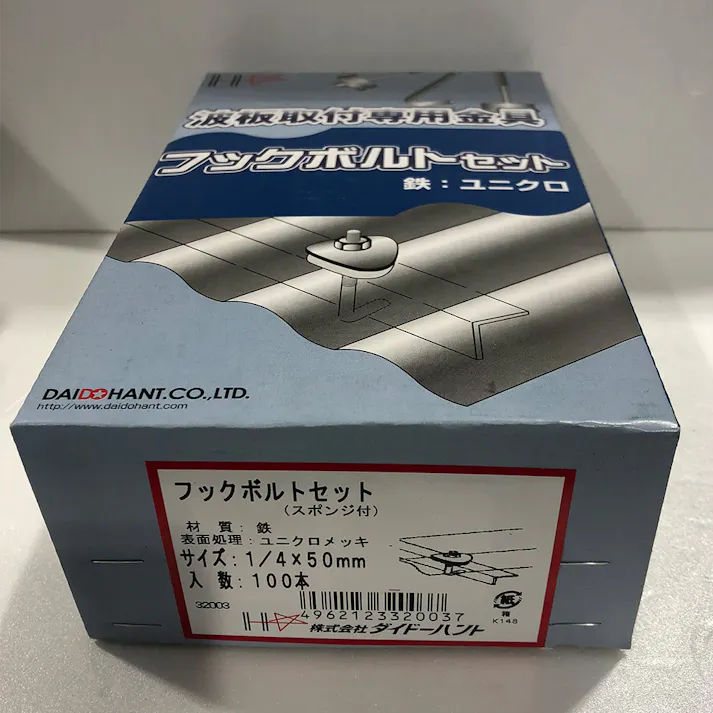 波板取付専用金具
フックボルトセット
鉄：ユニクロ
DAIDOHANT.CO.,LTD.
http://www.daidohant.com
フックボルトセット
（スポンジ付）
材 質：鉄
表面処理：ユニクロメッキ
サイズ：1/4×50mm
入 数：100本
32003
4962123320037
株式会社 ダイドーハント
紙
箱
K148